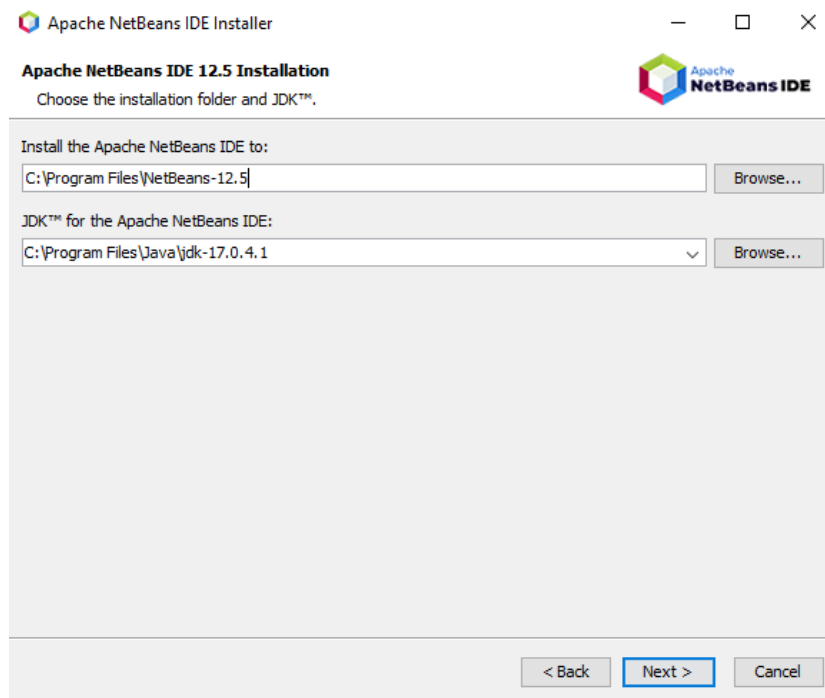 Apache NetBeans IDE Installer
Apache NetBeans IDE 12.5 Installation
Choose the installation folder and JDK™.
Apache
NetBeans IDE
Install the Apache NetBeans IDE to:
C:\Program Files\NetBeans-12.5
Browse...
JDK™ for the Apache NetBeans IDE:
C:\Program Files\Java\jdk-17.0.4.1
Browse...
< Back
Next >
Cancel